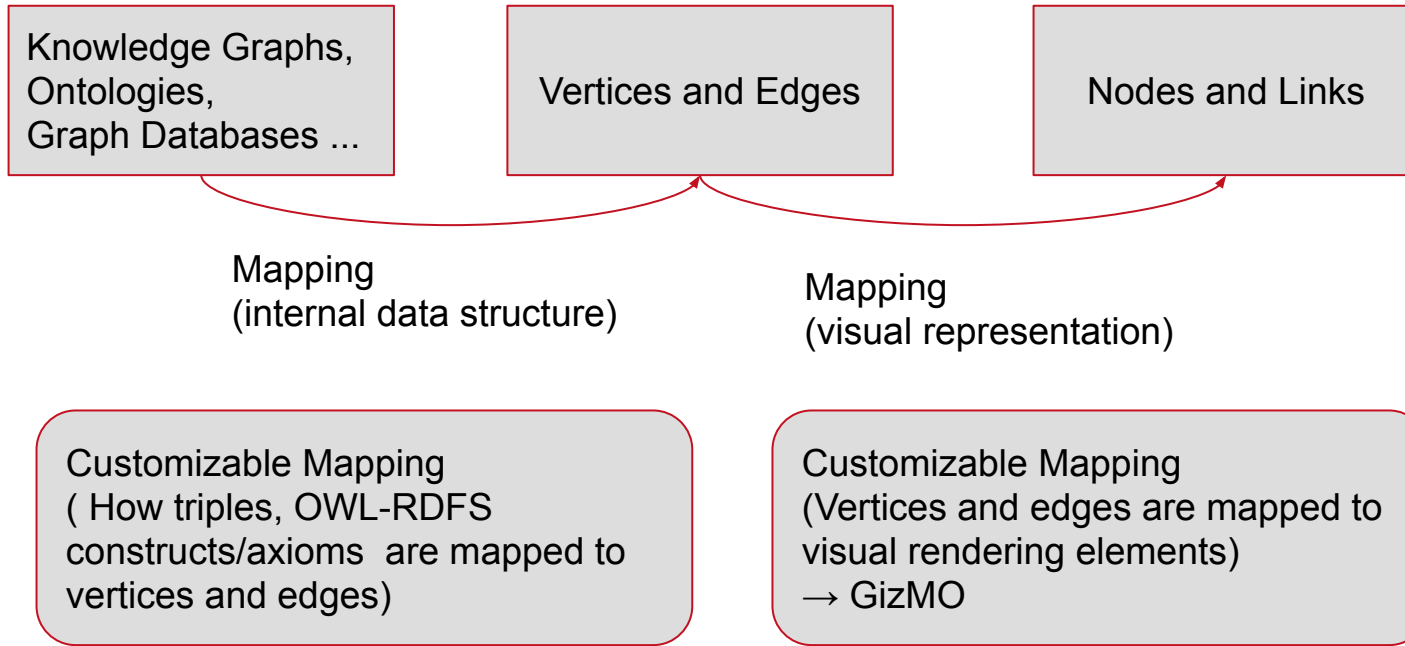 Knowledge Graphs,
Ontologies,
Graph Databases ...
Vertices and Edges
Nodes and Links
Mapping
(internal data structure)
Mapping
(visual representation)
Customizable Mapping
( How triples, OWL-RDFS
constructs/axioms  are mapped to
vertices and edges)
Customizable Mapping
(Vertices and edges are mapped to
visual rendering elements)
→ GizMO